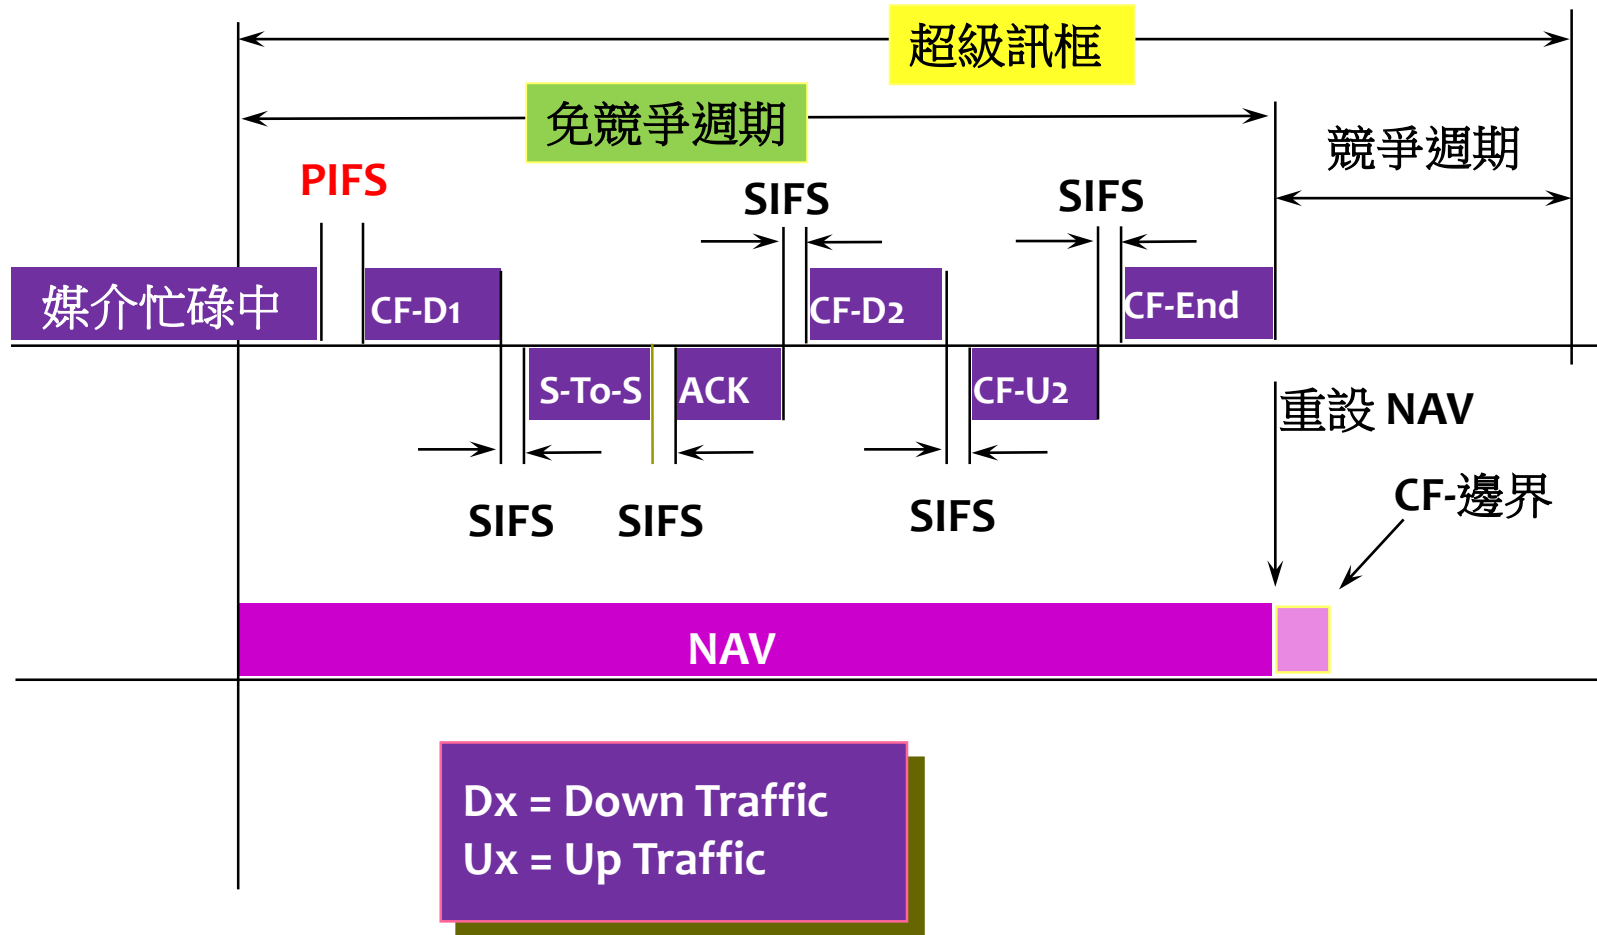 超級訊框
免競爭週期
競爭週期
PIFS
SIFS
SIFS
媒介忙碌中
CF-D1
CF-D2
CF-End
S-To-S
ACK
CF-U2
重設 NAV
SIFS
SIFS
SIFS
CF-邊界
NAV
Dx = Down Traffic
Ux = Up Traffic